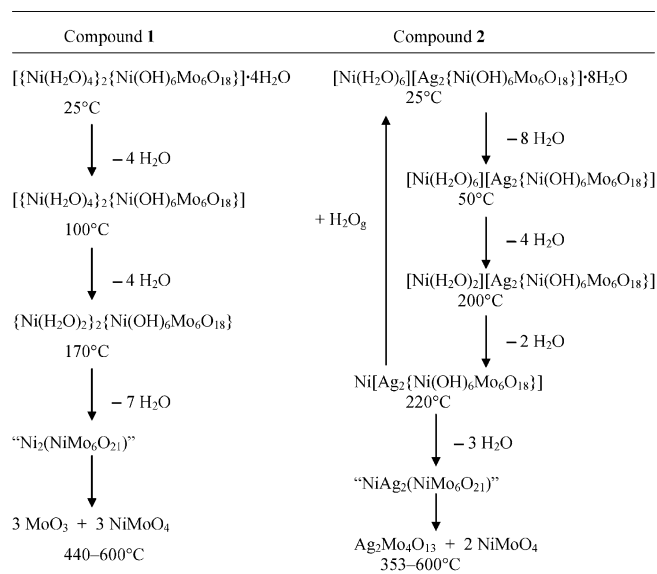 Compound 1
[{Ni(H₂O)₄}₂{Ni(OH)₆Mo₆O₁₈}]•4H₂O
25°C
– 4 H₂O
[{Ni(H₂O)₄}₂{Ni(OH)₆Mo₆O₁₈}]
100°C
– 4 H₂O
{Ni(H₂O)₂}₂{Ni(OH)₆Mo₆O₁₈}
170°C
– 7 H₂O
“Ni₂(NiMo₆O₂₁)”
3 MoO₃ + 3 NiMoO₄
440–600°C
Compound 2
[Ni(H₂O)₆][Ag₂{Ni(OH)₆Mo₆O₁₈}]•8H₂O
25°C
– 8 H₂O
[Ni(H₂O)₆][Ag₂{Ni(OH)₆Mo₆O₁₈}]
50°C
+ H₂Og
– 4 H₂O
[Ni(H₂O)₂][Ag₂{Ni(OH)₆Mo₆O₁₈}]
200°C
– 2 H₂O
Ni[Ag₂{Ni(OH)₆Mo₆O₁₈}]
220°C
– 3 H₂O
“NiAg₂(NiMo₆O₂₁)”
Ag₂Mo₄O₁₃ + 2 NiMoO₄
353–600°C